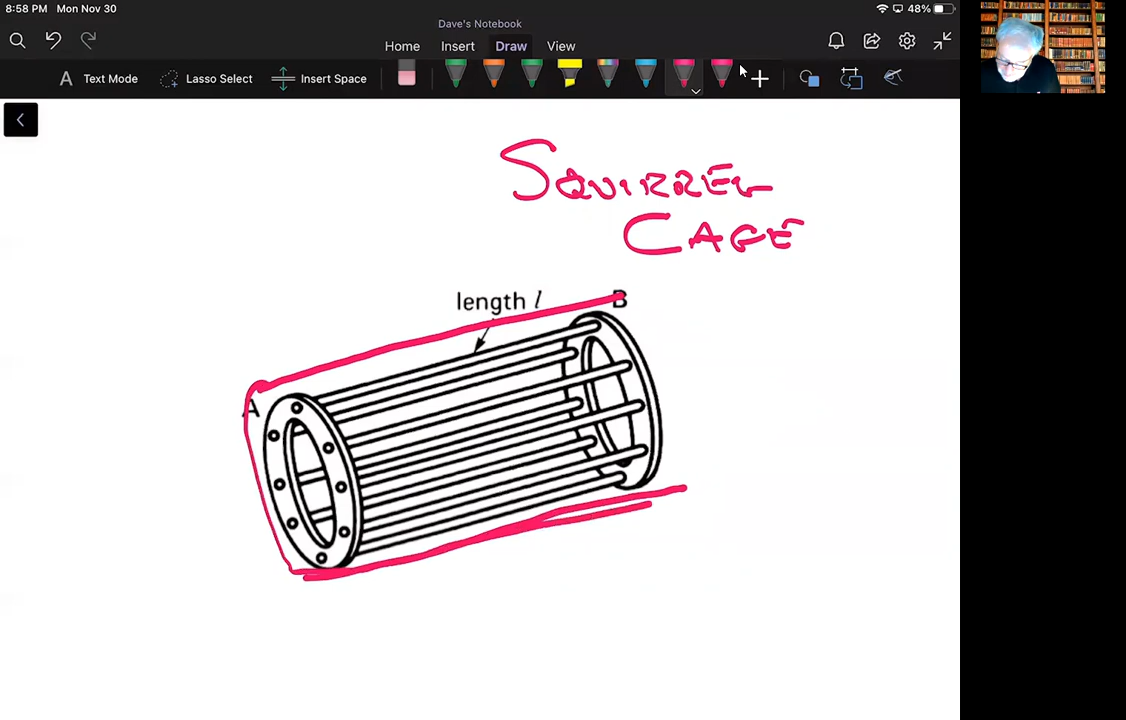 8:58 PM Mon Nov 30
48%
Dave's Notebook
Home Insert Draw View
Text Mode Lasso Select Insert Space
SQUIRREL
CAGE
length l
B
A